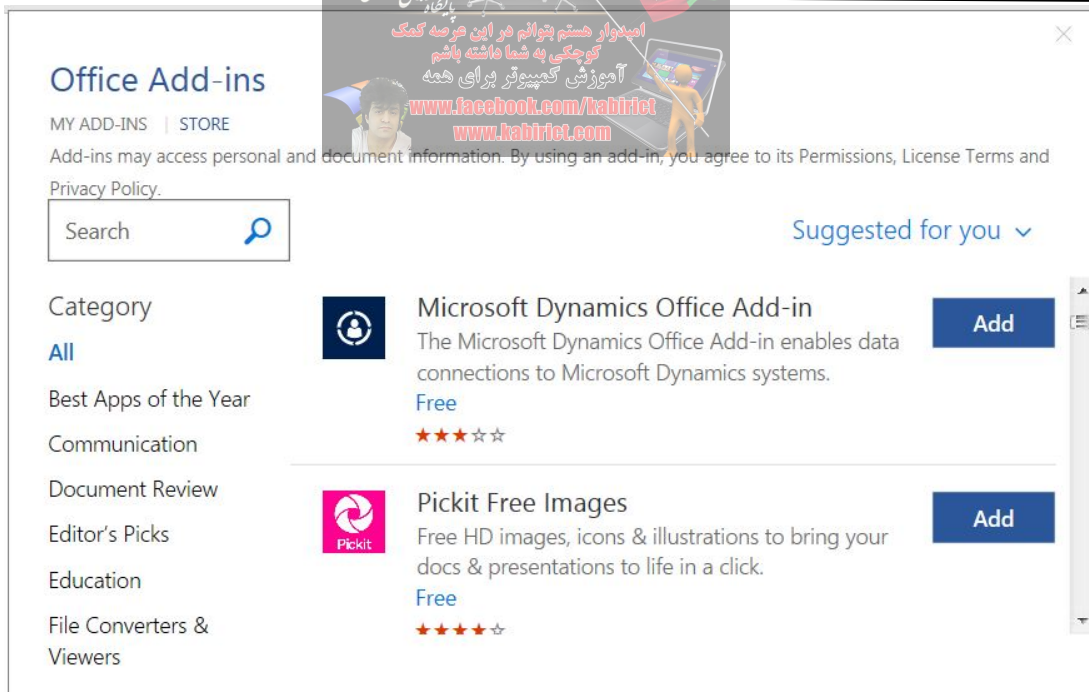 پایگاه
امیدوار هستم بتوانم در این عرصه کمک
کوچکی به شما داشته باشم
آموزش کمپیوتر برای همه
www.facebook.com/kabirict
www.kabirict.com
Office Add-ins
MY ADD-INS | STORE
Add-ins may access personal and document information. By using an add-in, you agree to its Permissions, License Terms and
Privacy Policy.
Search
Suggested for you
Category
All
Best Apps of the Year
Communication
Document Review
Editor's Picks
Education
File Converters &
Viewers
Microsoft Dynamics Office Add-in
The Microsoft Dynamics Office Add-in enables data
connections to Microsoft Dynamics systems.
Free
Add
Pickit
Pickit Free Images
Free HD images, icons & illustrations to bring your
docs & presentations to life in a click.
Free
Add